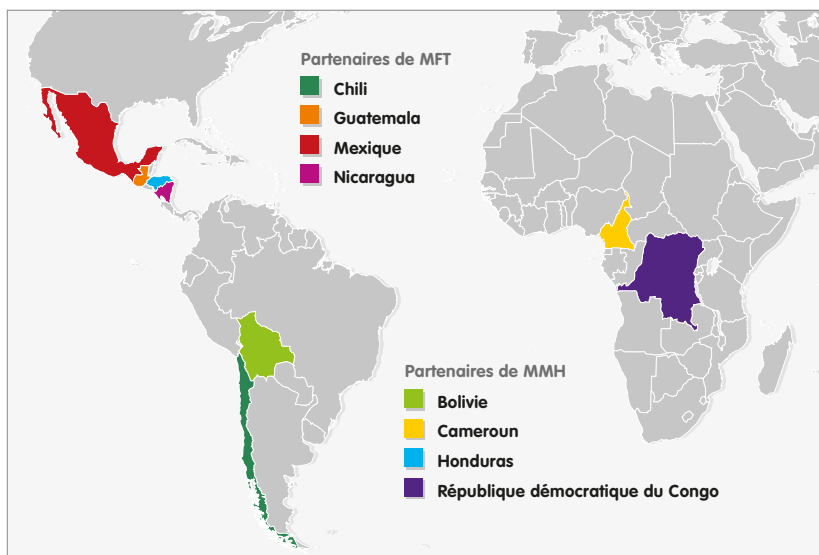 Partenaires de MFT
Chili
Guatemala
Mexique
Nicaragua
Partenaires de MMH
Bolivie
Cameroun
Honduras
République démocratique du Congo